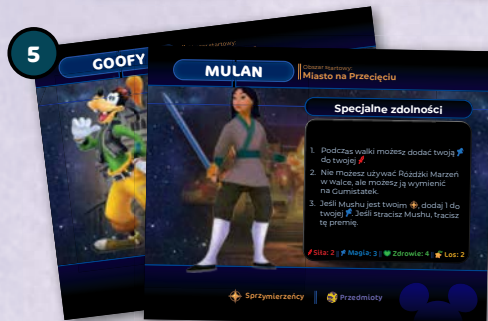 5
GOOFY
MULAN
Obszar startowy:
Miasto na Przecięciu
Specjalne zdolności
1. Podczas walki możesz dodać twoją
do twojej .
2. Nie możesz używać Różdżki Marzeń
w walce, ale możesz ją wymienić
na Gumistatek.
3. Jeśli Mushu jest twoim , dodaj 1 do
twojej . Jeśli stracisz Mushu, tracisz
tę premię.
Siła: 2 | Magia: 3 | Zdrowie: 4 | Los: 2
Sprzymierzeńcy | Przedmioty